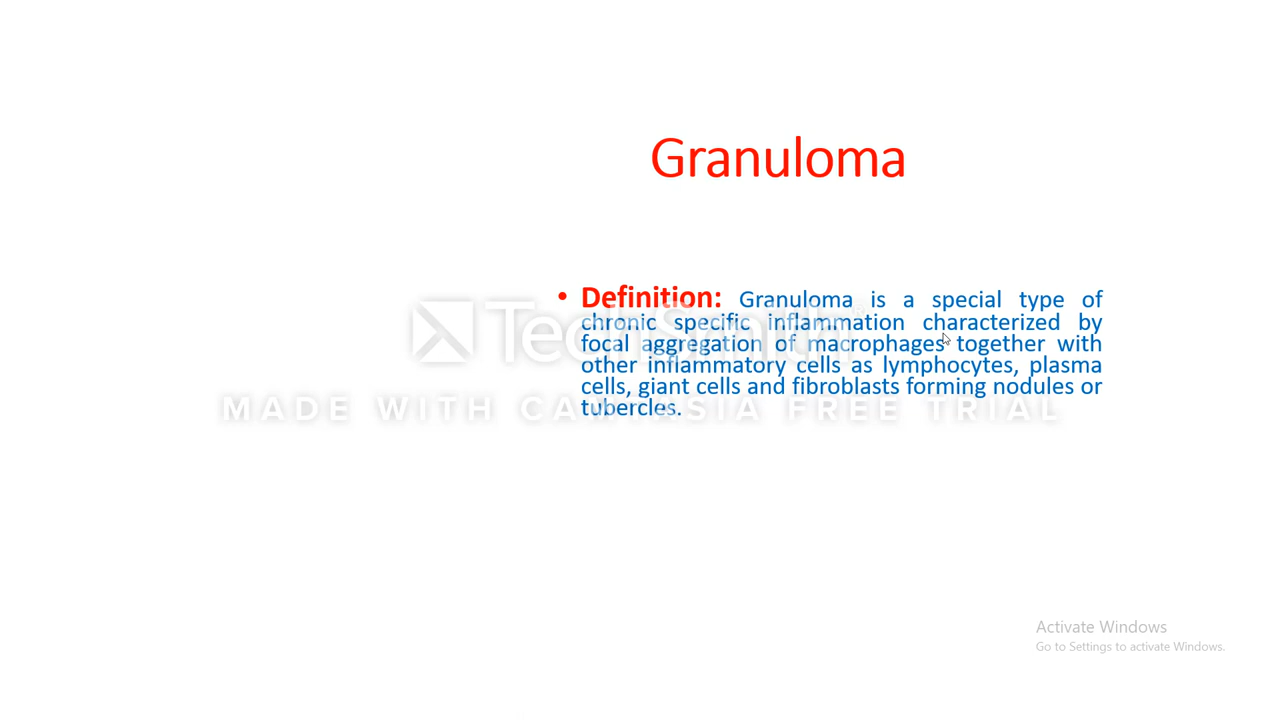 Granuloma
• Definition: Granuloma is a special type of
chronic specific inflammation characterized by
focal aggregation of macrophages together with
other inflammatory cells as lymphocytes, plasma
cells, giant cells and fibroblasts forming nodules or
tubercles.
TechSmith
MADE WITH CAMTASIA FREE TRIAL
Activate Windows
Go to Settings to activate Windows.